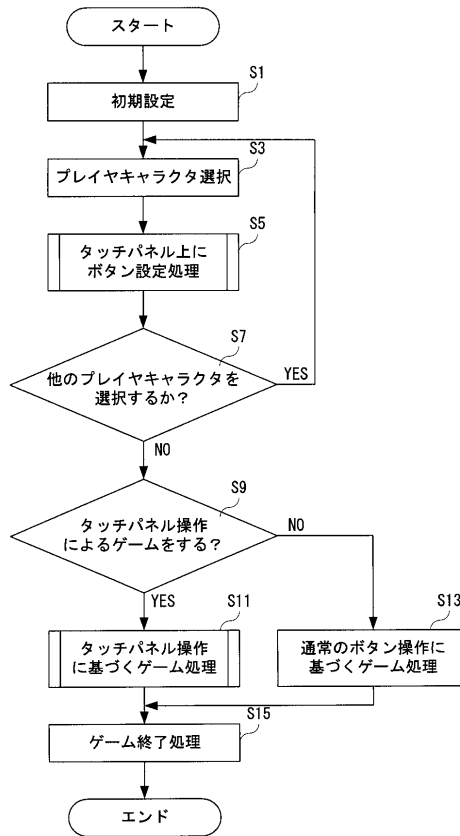 スタート
S1
初期設定
S3
プレイヤキャラクタ選択
S5
タッチパネル上に
ボタン設定処理
S7
他のプレイヤキャラクタを
選択するか?
YES
NO
S9
タッチパネル操作
によるゲームをする?
NO
YES
S11
タッチパネル操作
に基づくゲーム処理
S13
通常のボタン操作に
基づくゲーム処理
S15
ゲーム終了処理
エンド